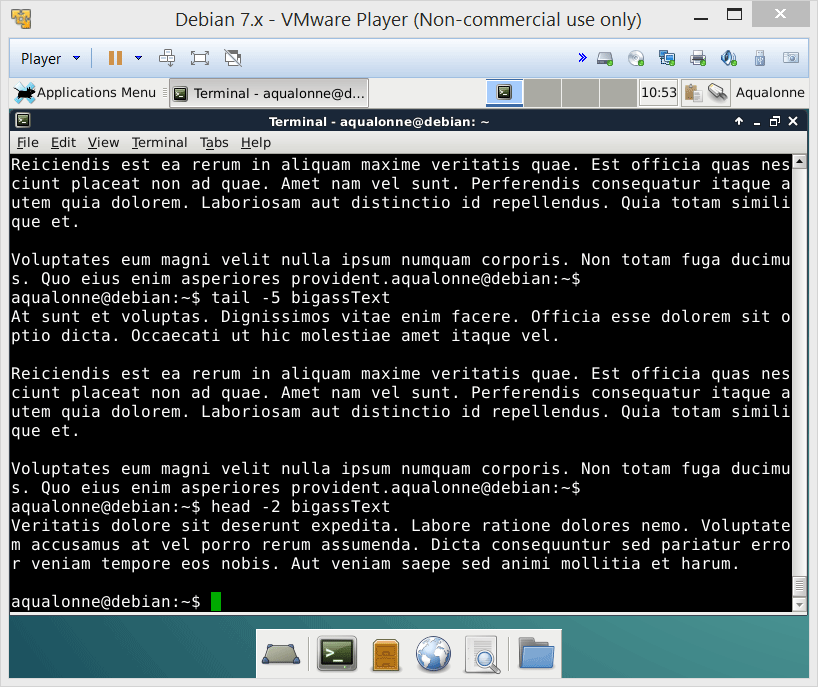 Debian 7.x - VMware Player (Non-commercial use only)
Player
Applications Menu
Terminal - aqualonne@d...
10:53
Aqualonne
Terminal - aqualonne@debian: ~
File Edit View Terminal Tabs Help
Reiciendis est ea rerum in aliquam maxime veritatis quae. Est officia quas nes
ciunt placeat non ad quae. Amet nam vel sunt. Perferendis consequatur itaque a
utem quia dolorem. Laboriosam aut distinctio id repellendus. Quia totam simili
que et.
Voluptates eum magni velit nulla ipsum numquam corporis. Non totam fuga ducimu
s. Quo eius enim asperiores provident.aqualonne@debian:~$
aqualonne@debian:~$ tail -5 bigassText
At sunt et voluptas. Dignissimos vitae enim facere. Officia esse dolorem sit o
ptio dicta. Occaecati ut hic molestiae amet itaque vel.
Reiciendis est ea rerum in aliquam maxime veritatis quae. Est officia quas nes
ciunt placeat non ad quae. Amet nam vel sunt. Perferendis consequatur itaque a
utem quia dolorem. Laboriosam aut distinctio id repellendus. Quia totam simili
que et.
Voluptates eum magni velit nulla ipsum numquam corporis. Non totam fuga ducimu
s. Quo eius enim asperiores provident.aqualonne@debian:~$
aqualonne@debian:~$ head -2 bigassText
Veritatis dolore sit deserunt expedita. Labore ratione dolores nemo. Voluptate
m accusamus at vel porro rerum assumenda. Dicta consequuntur sed pariatur erro
r veniam tempore eos nobis. Aut veniam saepe sed animi mollitia et harum.
aqualonne@debian:~$